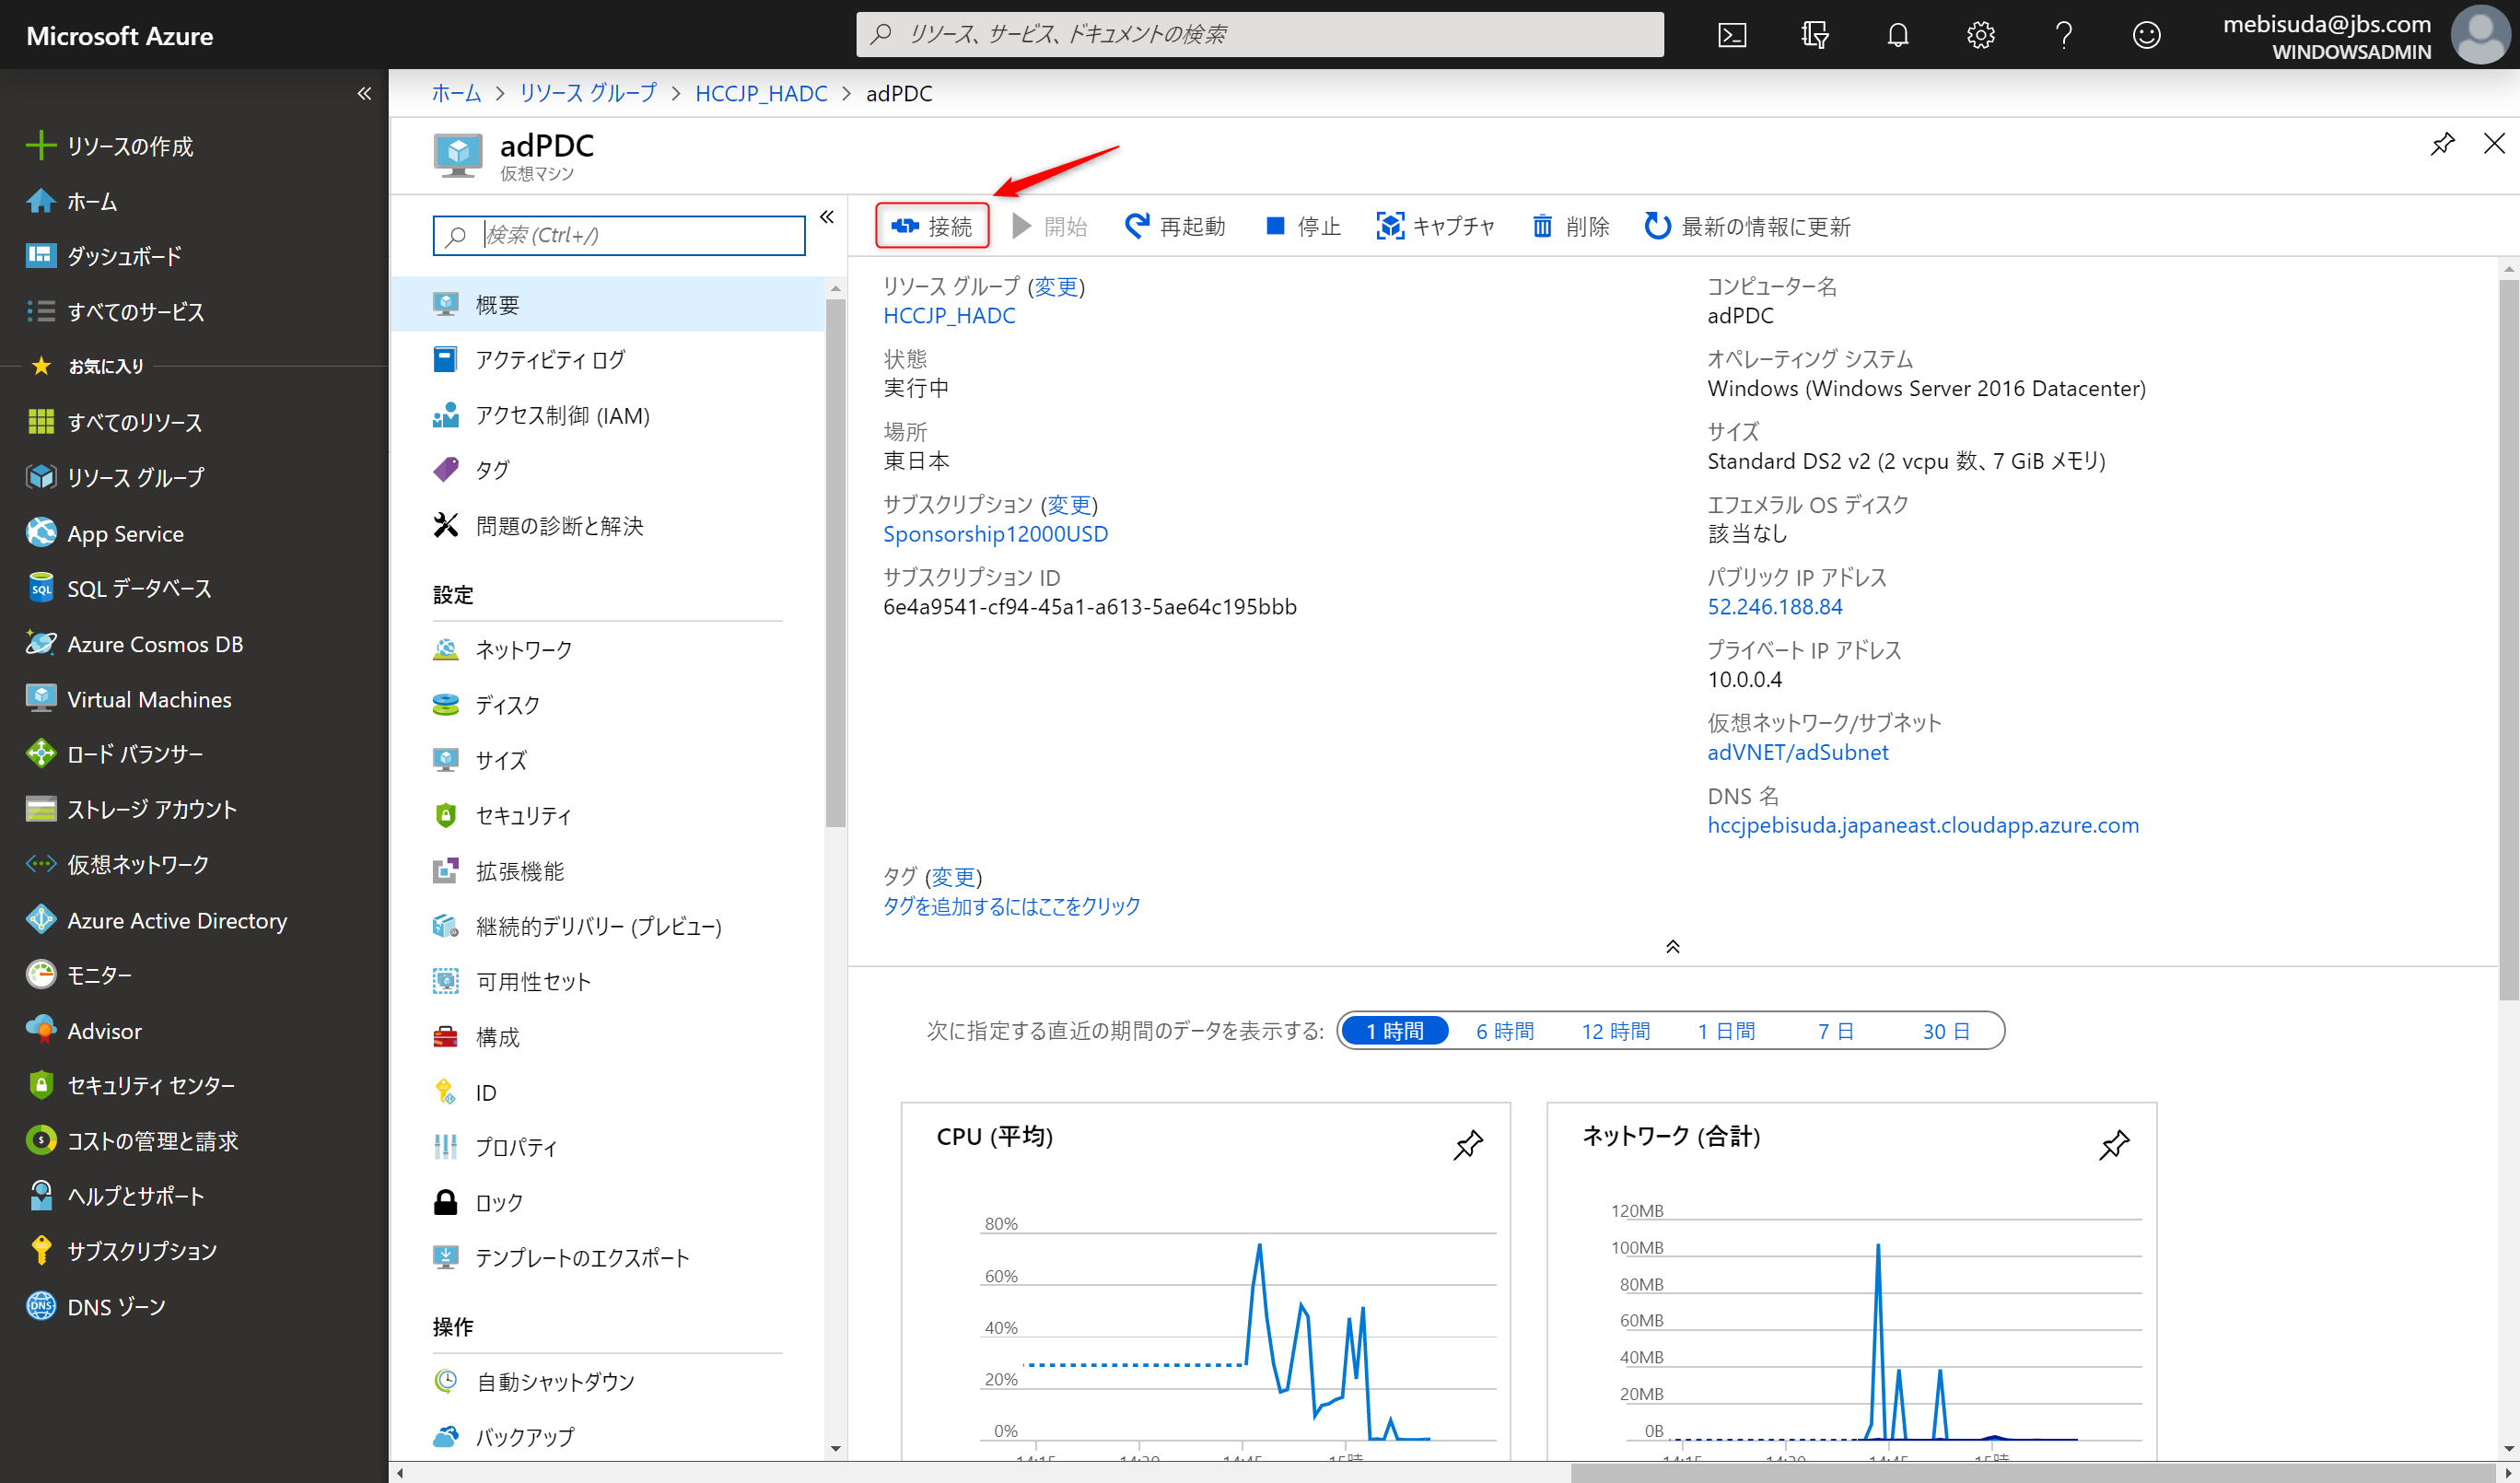 Microsoft Azure
リソース、サービス、ドキュメントの検索
mebisuda@jbs.com
WINDOWSADMIN
リソースの作成
ホーム
ダッシュボード
すべてのサービス
お気に入り
すべてのリソース
リソース グループ
App Service
SQL データベース
Azure Cosmos DB
Virtual Machines
ロード バランサー
ストレージ アカウント
仮想ネットワーク
Azure Active Directory
モニター
Advisor
セキュリティ センター
コストの管理と請求
ヘルプとサポート
サブスクリプション
DNS ゾーン
ホーム > リソース グループ > HCCJP_HADC > adPDC
adPDC
仮想マシン
検索 (Ctrl+/)
概要
アクティビティ ログ
アクセス制御 (IAM)
タグ
問題の診断と解決
設定
ネットワーク
ディスク
サイズ
セキュリティ
拡張機能
継続的デリバリー (プレビュー)
可用性セット
構成
ID
プロパティ
ロック
テンプレートのエクスポート
操作
自動シャットダウン
バックアップ
接続 開始 再起動 停止 キャプチャ 削除 最新の情報に更新
リソース グループ (変更)
HCCJP_HADC
状態
実行中
場所
東日本
サブスクリプション (変更)
Sponsorship12000USD
サブスクリプション ID
6e4a9541-cf94-45a1-a613-5ae64c195bbb
コンピューター名
adPDC
オペレーティング システム
Windows (Windows Server 2016 Datacenter)
サイズ
Standard DS2 v2 (2 vcpu 数、7 GiB メモリ)
エフェメラル OS ディスク
該当なし
パブリック IP アドレス
52.246.188.84
プライベート IP アドレス
10.0.0.4
仮想ネットワーク/サブネット
adVNET/adSubnet
DNS 名
hccjpebisuda.japaneast.cloudapp.azure.com
タグ (変更)
タグを追加するにはここをクリック
次に指定する直近の期間のデータを表示する: 1 時間 6 時間 12 時間 1 日間 7 日 30 日
CPU (平均)
80%
60%
40%
20%
0%
14:15 14:30 14:45 15時
ネットワーク (合計)
120MB
100MB
80MB
60MB
40MB
20MB
0B
14:15 14:30 14:45 15時